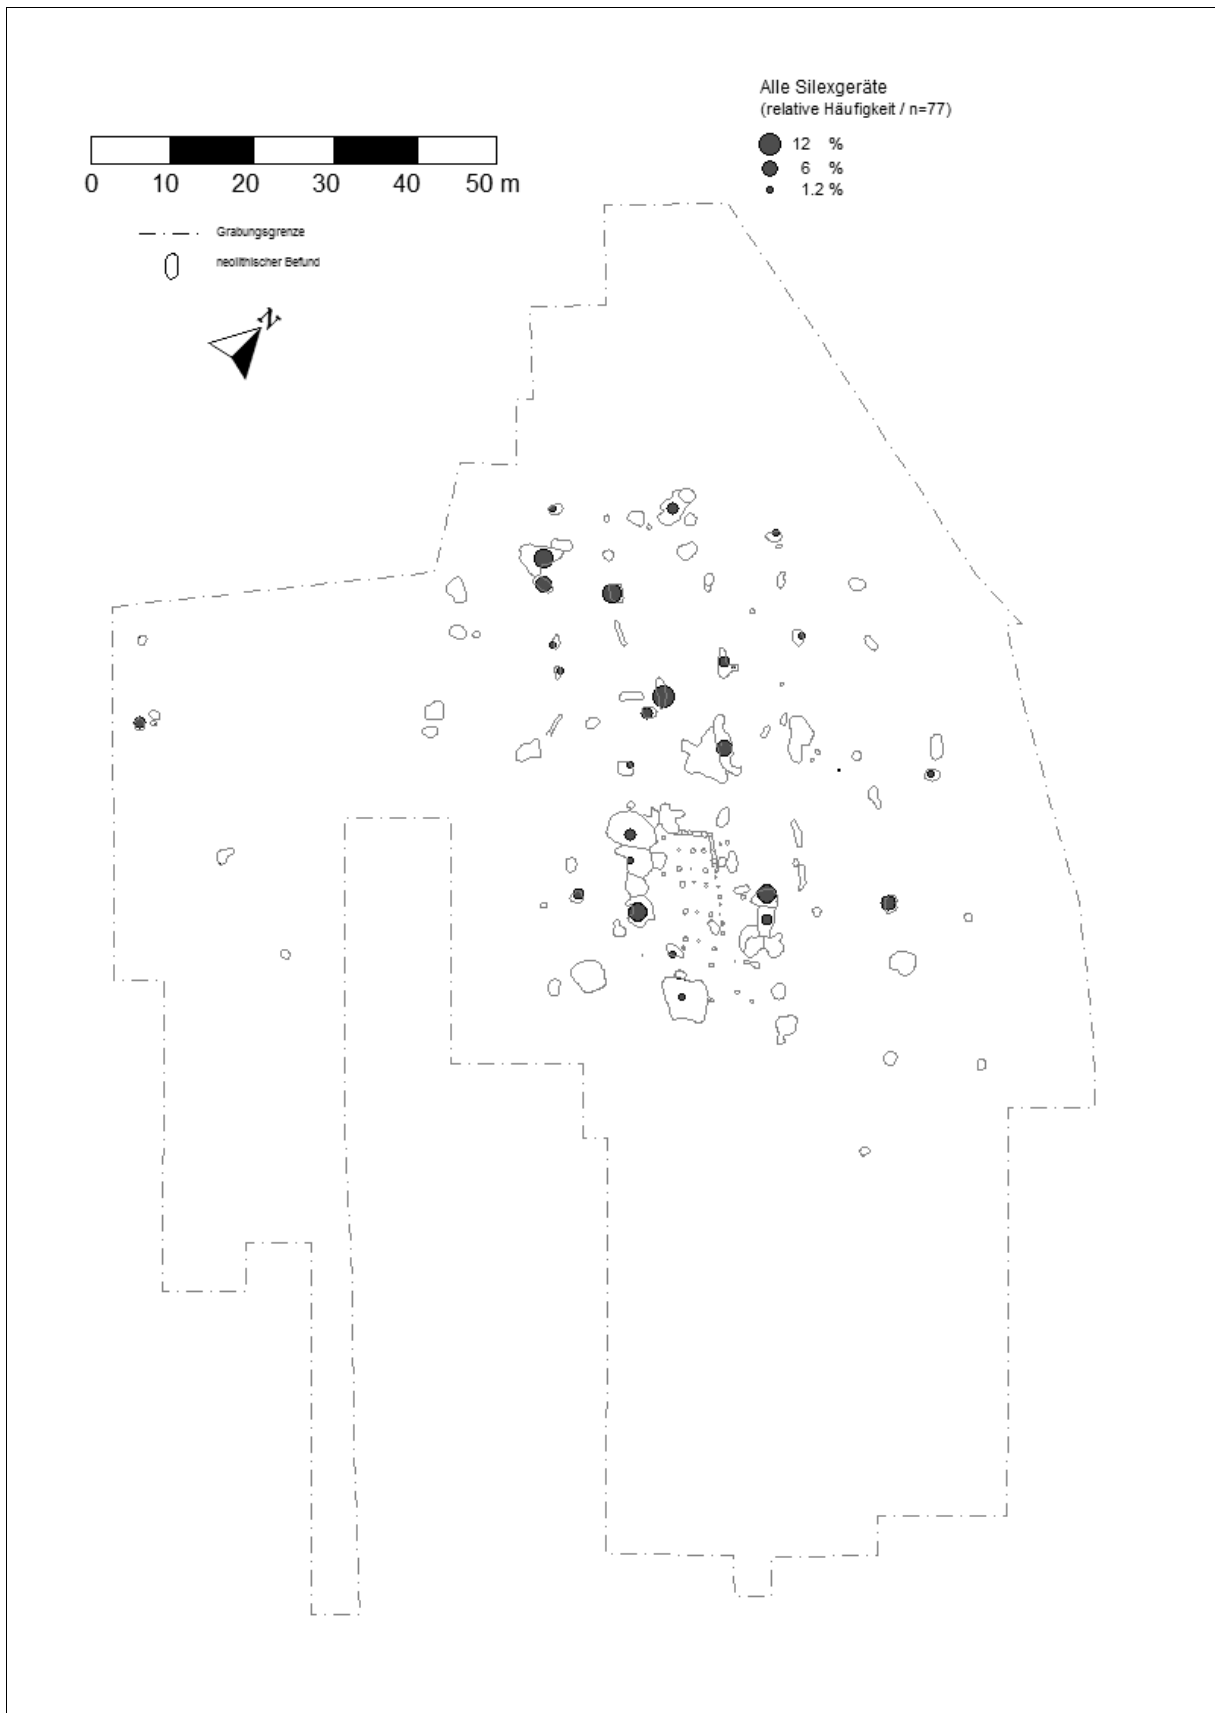 Alle Silexgeräte
(relative Häufigkeit / n=77)
12 %
6 %
1.2 %
0 10 20 30 40 50 m
Grabungsgrenze
neolithischer Befund
N